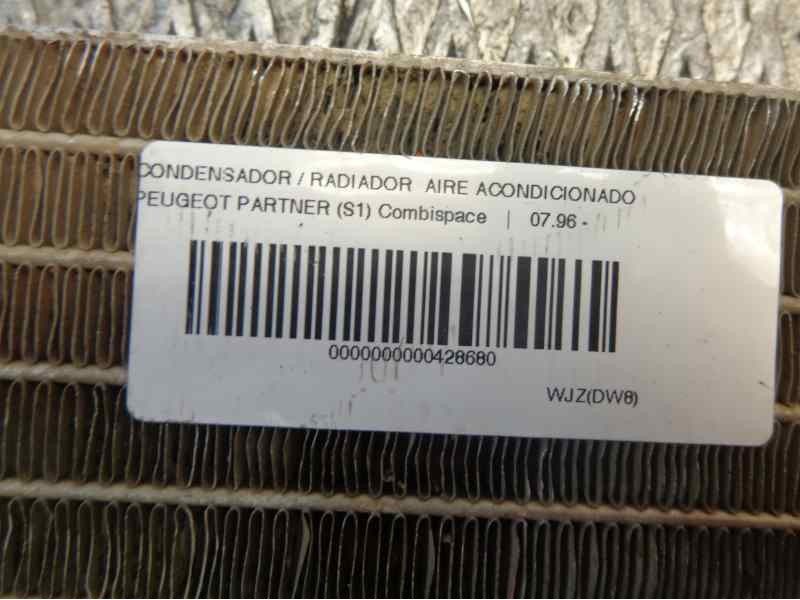 CONDENSADOR / RADIADOR AIRE ACONDICIONADO
PEUGEOT PARTNER (S1) Combispace | 07.96 -
0000000000428680
WJZ(DW8)